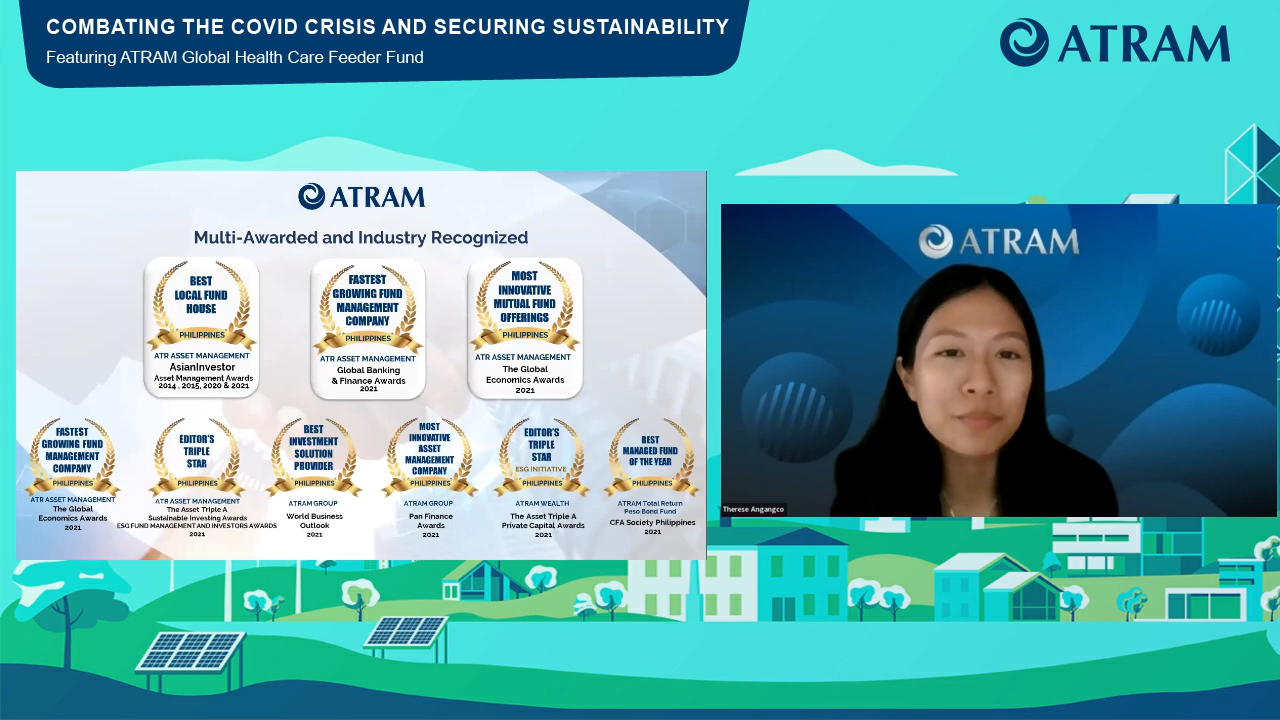 COMBATING THE COVID CRISIS AND SECURING SUSTAINABILITY
Featuring ATRAM Global Health Care Feeder Fund
ATRAM
ATRAM
Multi-Awarded and Industry Recognized
BEST
LOCAL FUND
HOUSE
PHILIPPINES
ATR ASSET MANAGEMENT
AsianInvestor
Asset Management Awards
2014 , 2015, 2020 & 2021
FASTEST
GROWING FUND
MANAGEMENT
COMPANY
PHILIPPINES
ATR ASSET MANAGEMENT
Global Banking
& Finance Awards
2021
MOST
INNOVATIVE
MUTUAL FUND
OFFERINGS
PHILIPPINES
ATR ASSET MANAGEMENT
The Global
Economics Awards
2021
FASTEST
GROWING FUND
MANAGEMENT
COMPANY
PHILIPPINES
ATR ASSET MANAGEMENT
The Global
Economics Awards
2021
EDITOR'S
TRIPLE
STAR
PHILIPPINES
ATR ASSET MANAGEMENT
The Asset Triple A
Sustainable Investing Awards
ESG FUND MANAGEMENT AND INVESTORS AWARDS
2021
BEST
INVESTMENT
SOLUTION
PROVIDER
PHILIPPINES
ATRAM GROUP
World Business
Outlook
2021
MOST
INNOVATIVE
ASSET
MANAGEMENT
COMPANY
PHILIPPINES
ATRAM GROUP
Pan Finance
Awards
2021
EDITOR'S
TRIPLE
STAR
ESG INITIATIVE
PHILIPPINES
ATRAM WEALTH
The Asset Triple A
Private Capital Awards
2021
BEST
MANAGED FUND
OF THE YEAR
PHILIPPINES
ATRAM Total Return
Peso Bond Fund
CFA Society Philippines
2021
ATRAM
Therese Angangco